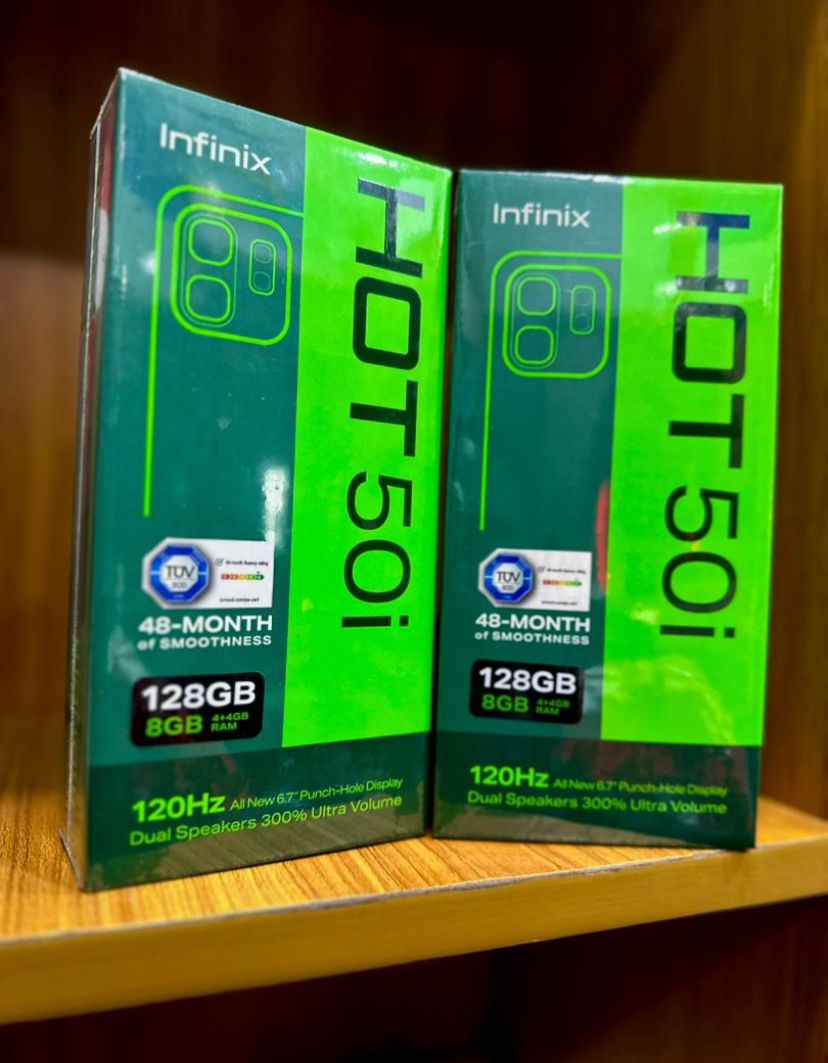 Infinix
HOT 50i
TÜV
SÜD
48-MONTH
of SMOOTHNESS
128GB
8GB 4+4GB
RAM
120Hz All New 6.7" Punch-Hole Display
Dual Speakers 300% Ultra Volume
Infinix
HOT 50i
TÜV
SÜD
48-MONTH
of SMOOTHNESS
128GB
8GB 4+4GB
RAM
120Hz All New 6.7" Punch-Hole Display
Dual Speakers 300% Ultra Volume